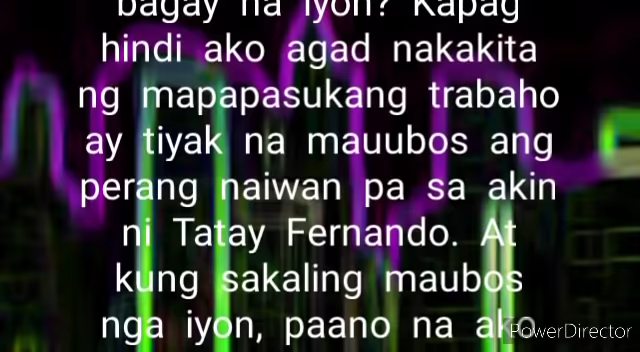 bagay na iyon? Kapag
hindi ako agad nakakita
ng mapapasukang trabaho
ay tiyak na mauubos ang
perang naiwan pa sa akin
ni Tatay Fernando. At
kung sakaling maubos
nga iyon, paano na ako
PowerDirector